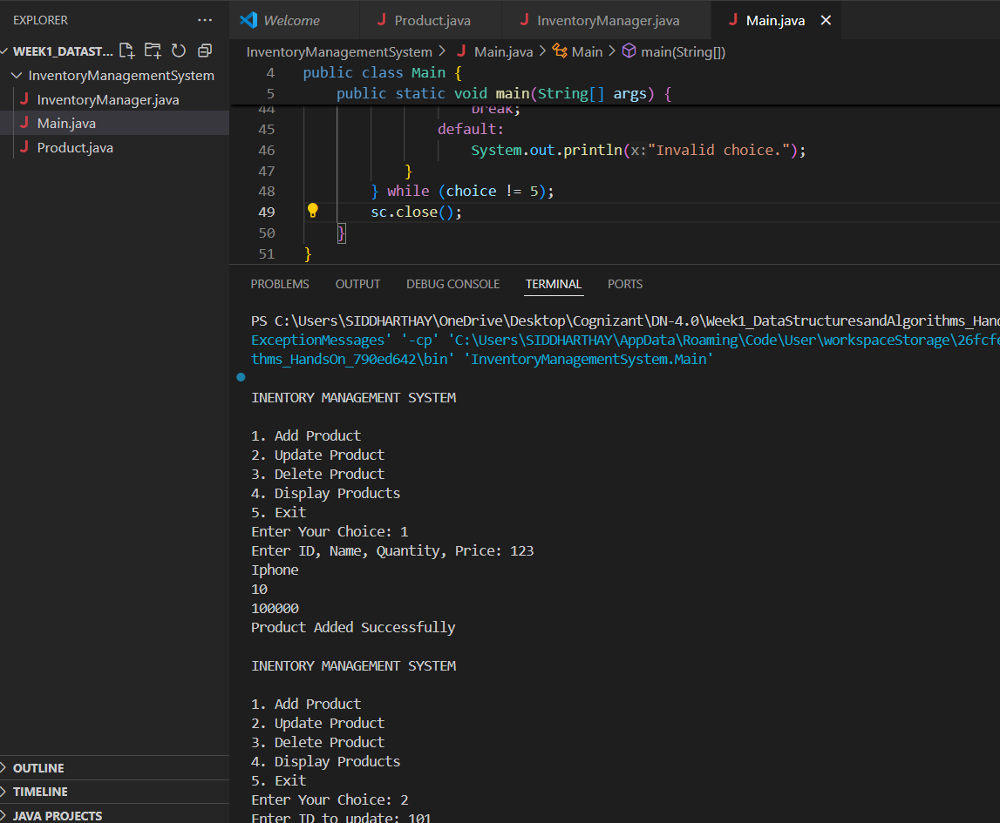 EXPLORER ...
Welcome Product.java InventoryManager.java Main.java
WEEK1_DATAST...
InventoryManagementSystem
InventoryManager.java
Main.java
Product.java
OUTLINE
TIMELINE
JAVA PROJECTS
InventoryManagementSystem > Main.java > Main > main(String[])
4 public class Main {
5 public static void main(String[] args) {
44 break;
45 default:
46 System.out.println(x:"Invalid choice.");
47 }
48 } while (choice != 5);
49 sc.close();
50 }
51 }
PROBLEMS OUTPUT DEBUG CONSOLE TERMINAL PORTS
PS C:\Users\SIDDHARTHAY\OneDrive\Desktop\Cognizant\DN-4.0\Week1_DataStructuresandAlgorithms_Hand
ExceptionMessages' '-cp' 'C:\Users\SIDDHARTHAY\AppData\Roaming\Code\User\workspaceStorage\26fcfe
thms_HandsOn_790ed642\bin' 'InventoryManagementSystem.Main'
INENTORY MANAGEMENT SYSTEM
1. Add Product
2. Update Product
3. Delete Product
4. Display Products
5. Exit
Enter Your Choice: 1
Enter ID, Name, Quantity, Price: 123
Iphone
10
100000
Product Added Successfully
INENTORY MANAGEMENT SYSTEM
1. Add Product
2. Update Product
3. Delete Product
4. Display Products
5. Exit
Enter Your Choice: 2
Enter ID to update: 101